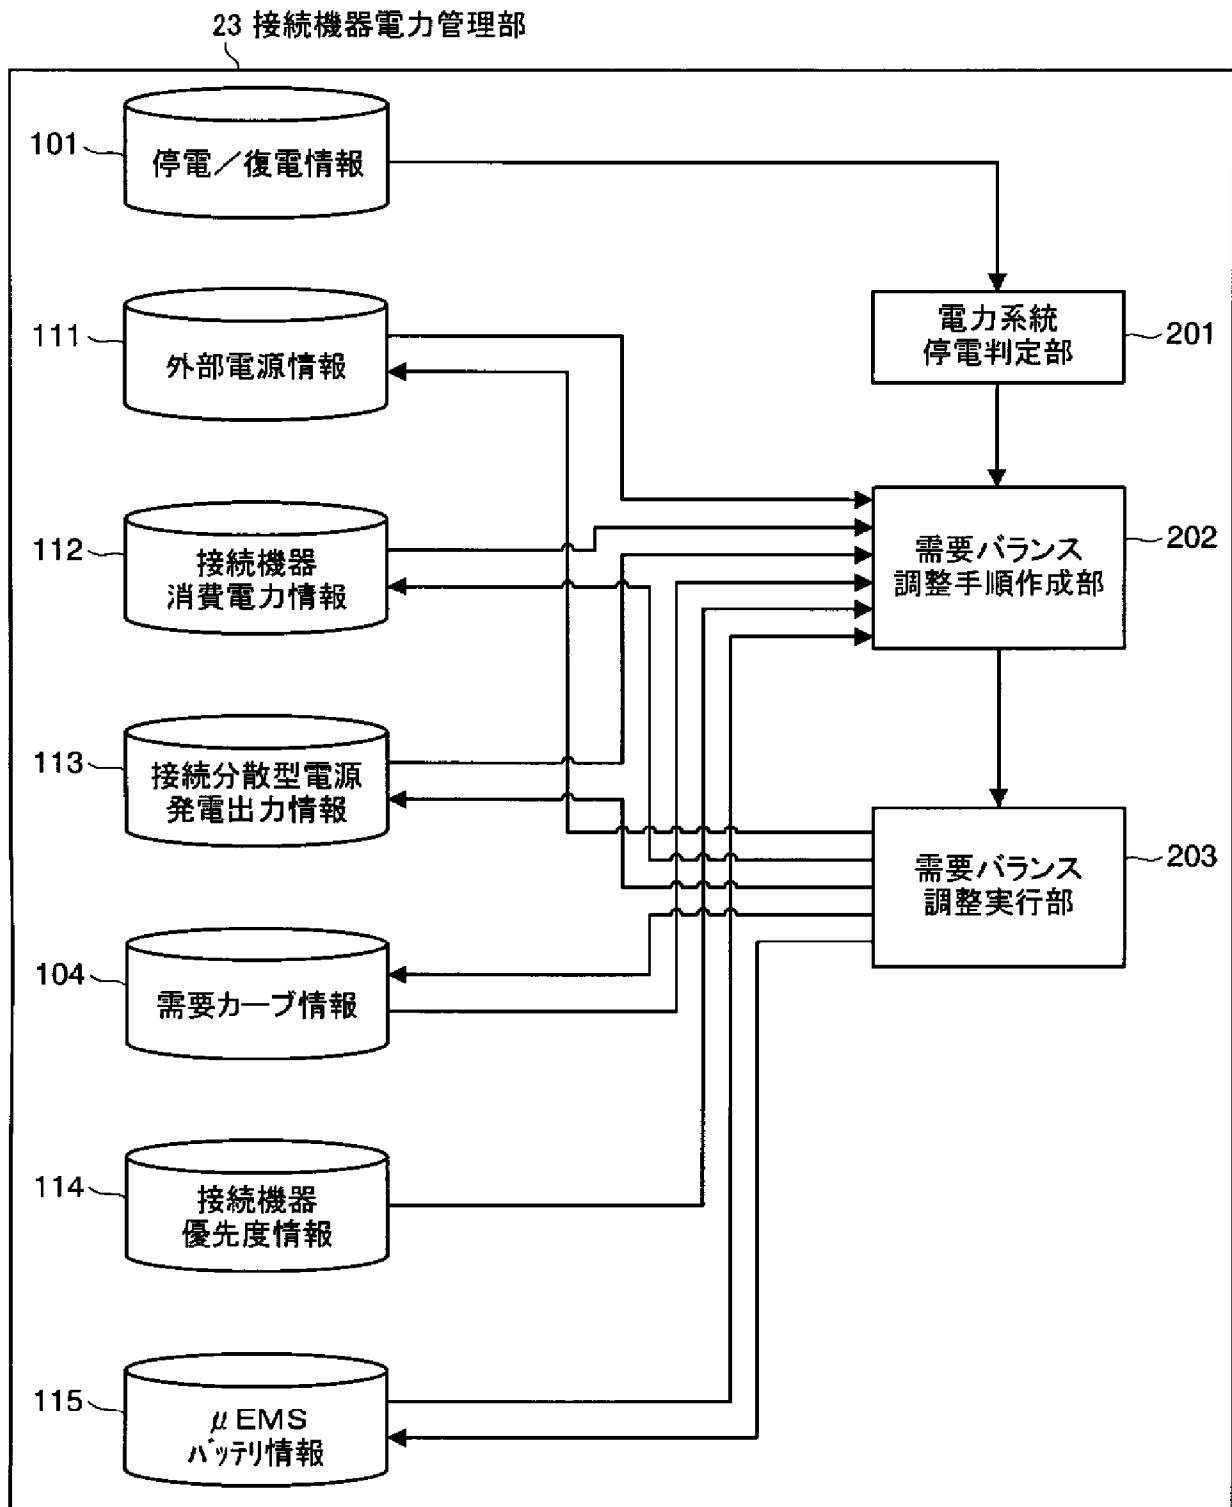 23 接続機器電力管理部
101
停電／復電情報
111
外部電源情報
電力系統
停電判定部
201
112
接続機器
消費電力情報
需要バランス
調整手順作成部
202
113
接続分散型電源
発電出力情報
需要バランス
調整実行部
203
104
需要カーブ情報
114
接続機器
優先度情報
115
μEMS
バッテリ情報